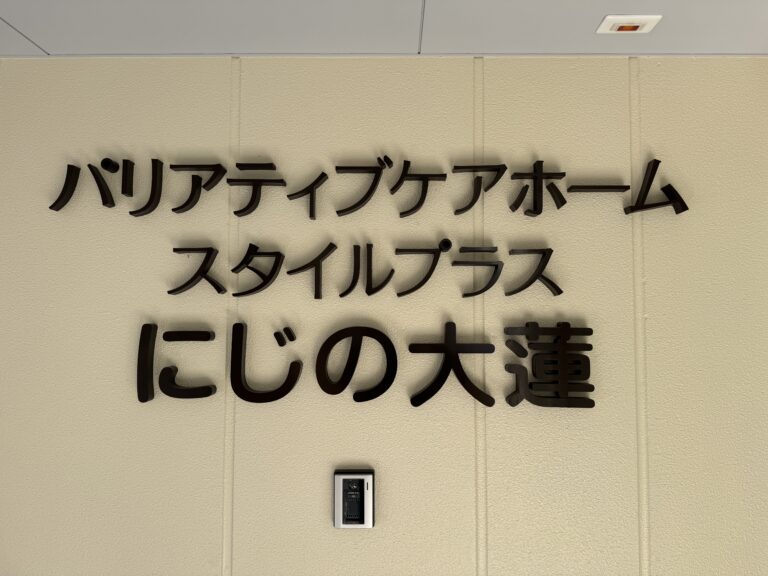 パリアティブケアホーム
スタイルプラス
にじの大蓮